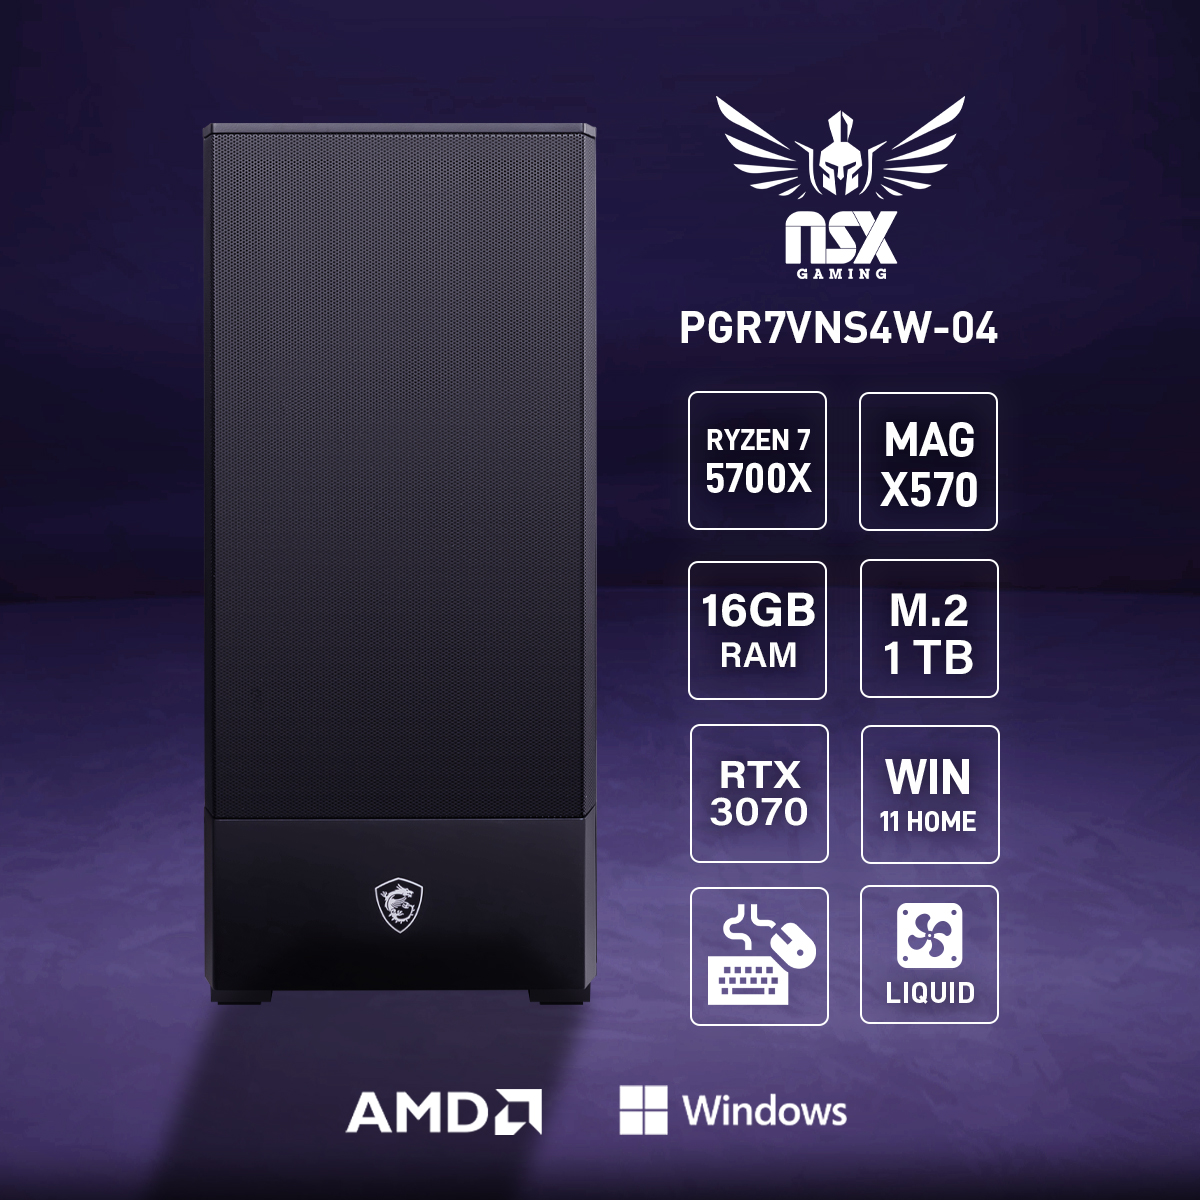 NSX
GAMING
PGR7VNS4W-04
RYZEN 7
5700X
MAG
X570
16GB
RAM
M.2
1 TB
RTX
3070
WIN
11 HOME
LIQUID
AMD
Windows